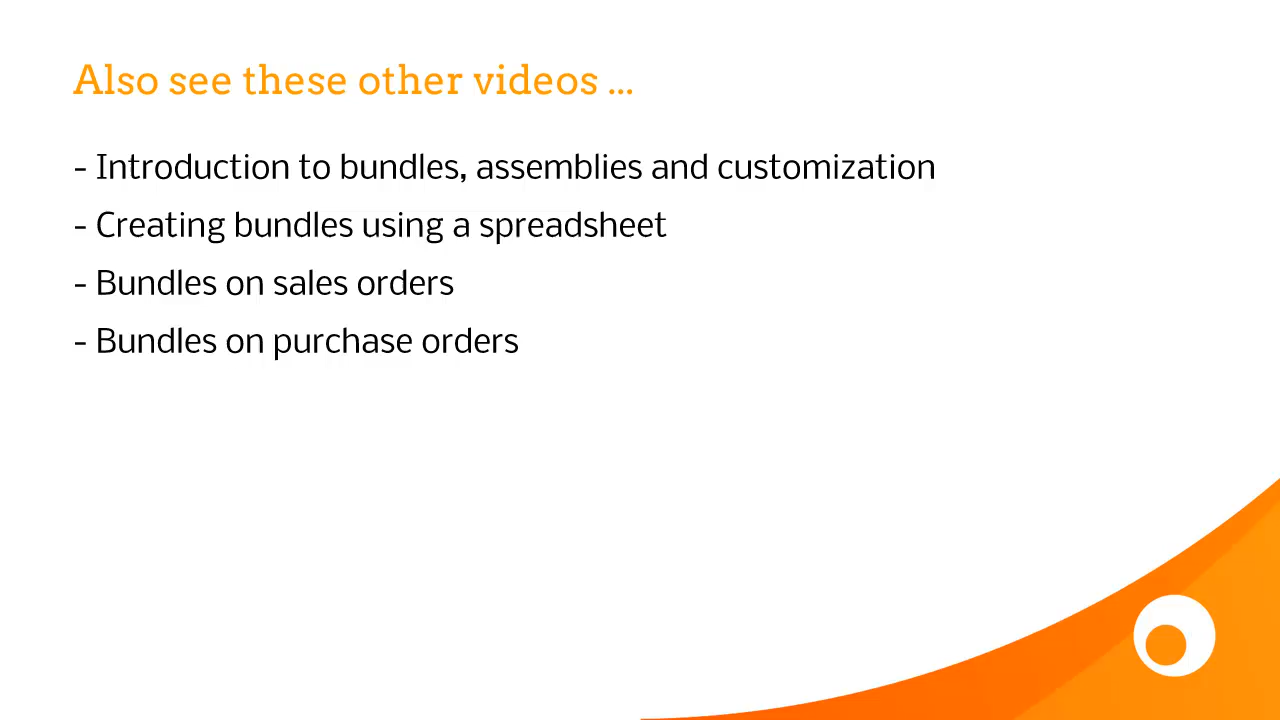 Also see these other videos ...
- Introduction to bundles, assemblies and customization
- Creating bundles using a spreadsheet
- Bundles on sales orders
- Bundles on purchase orders